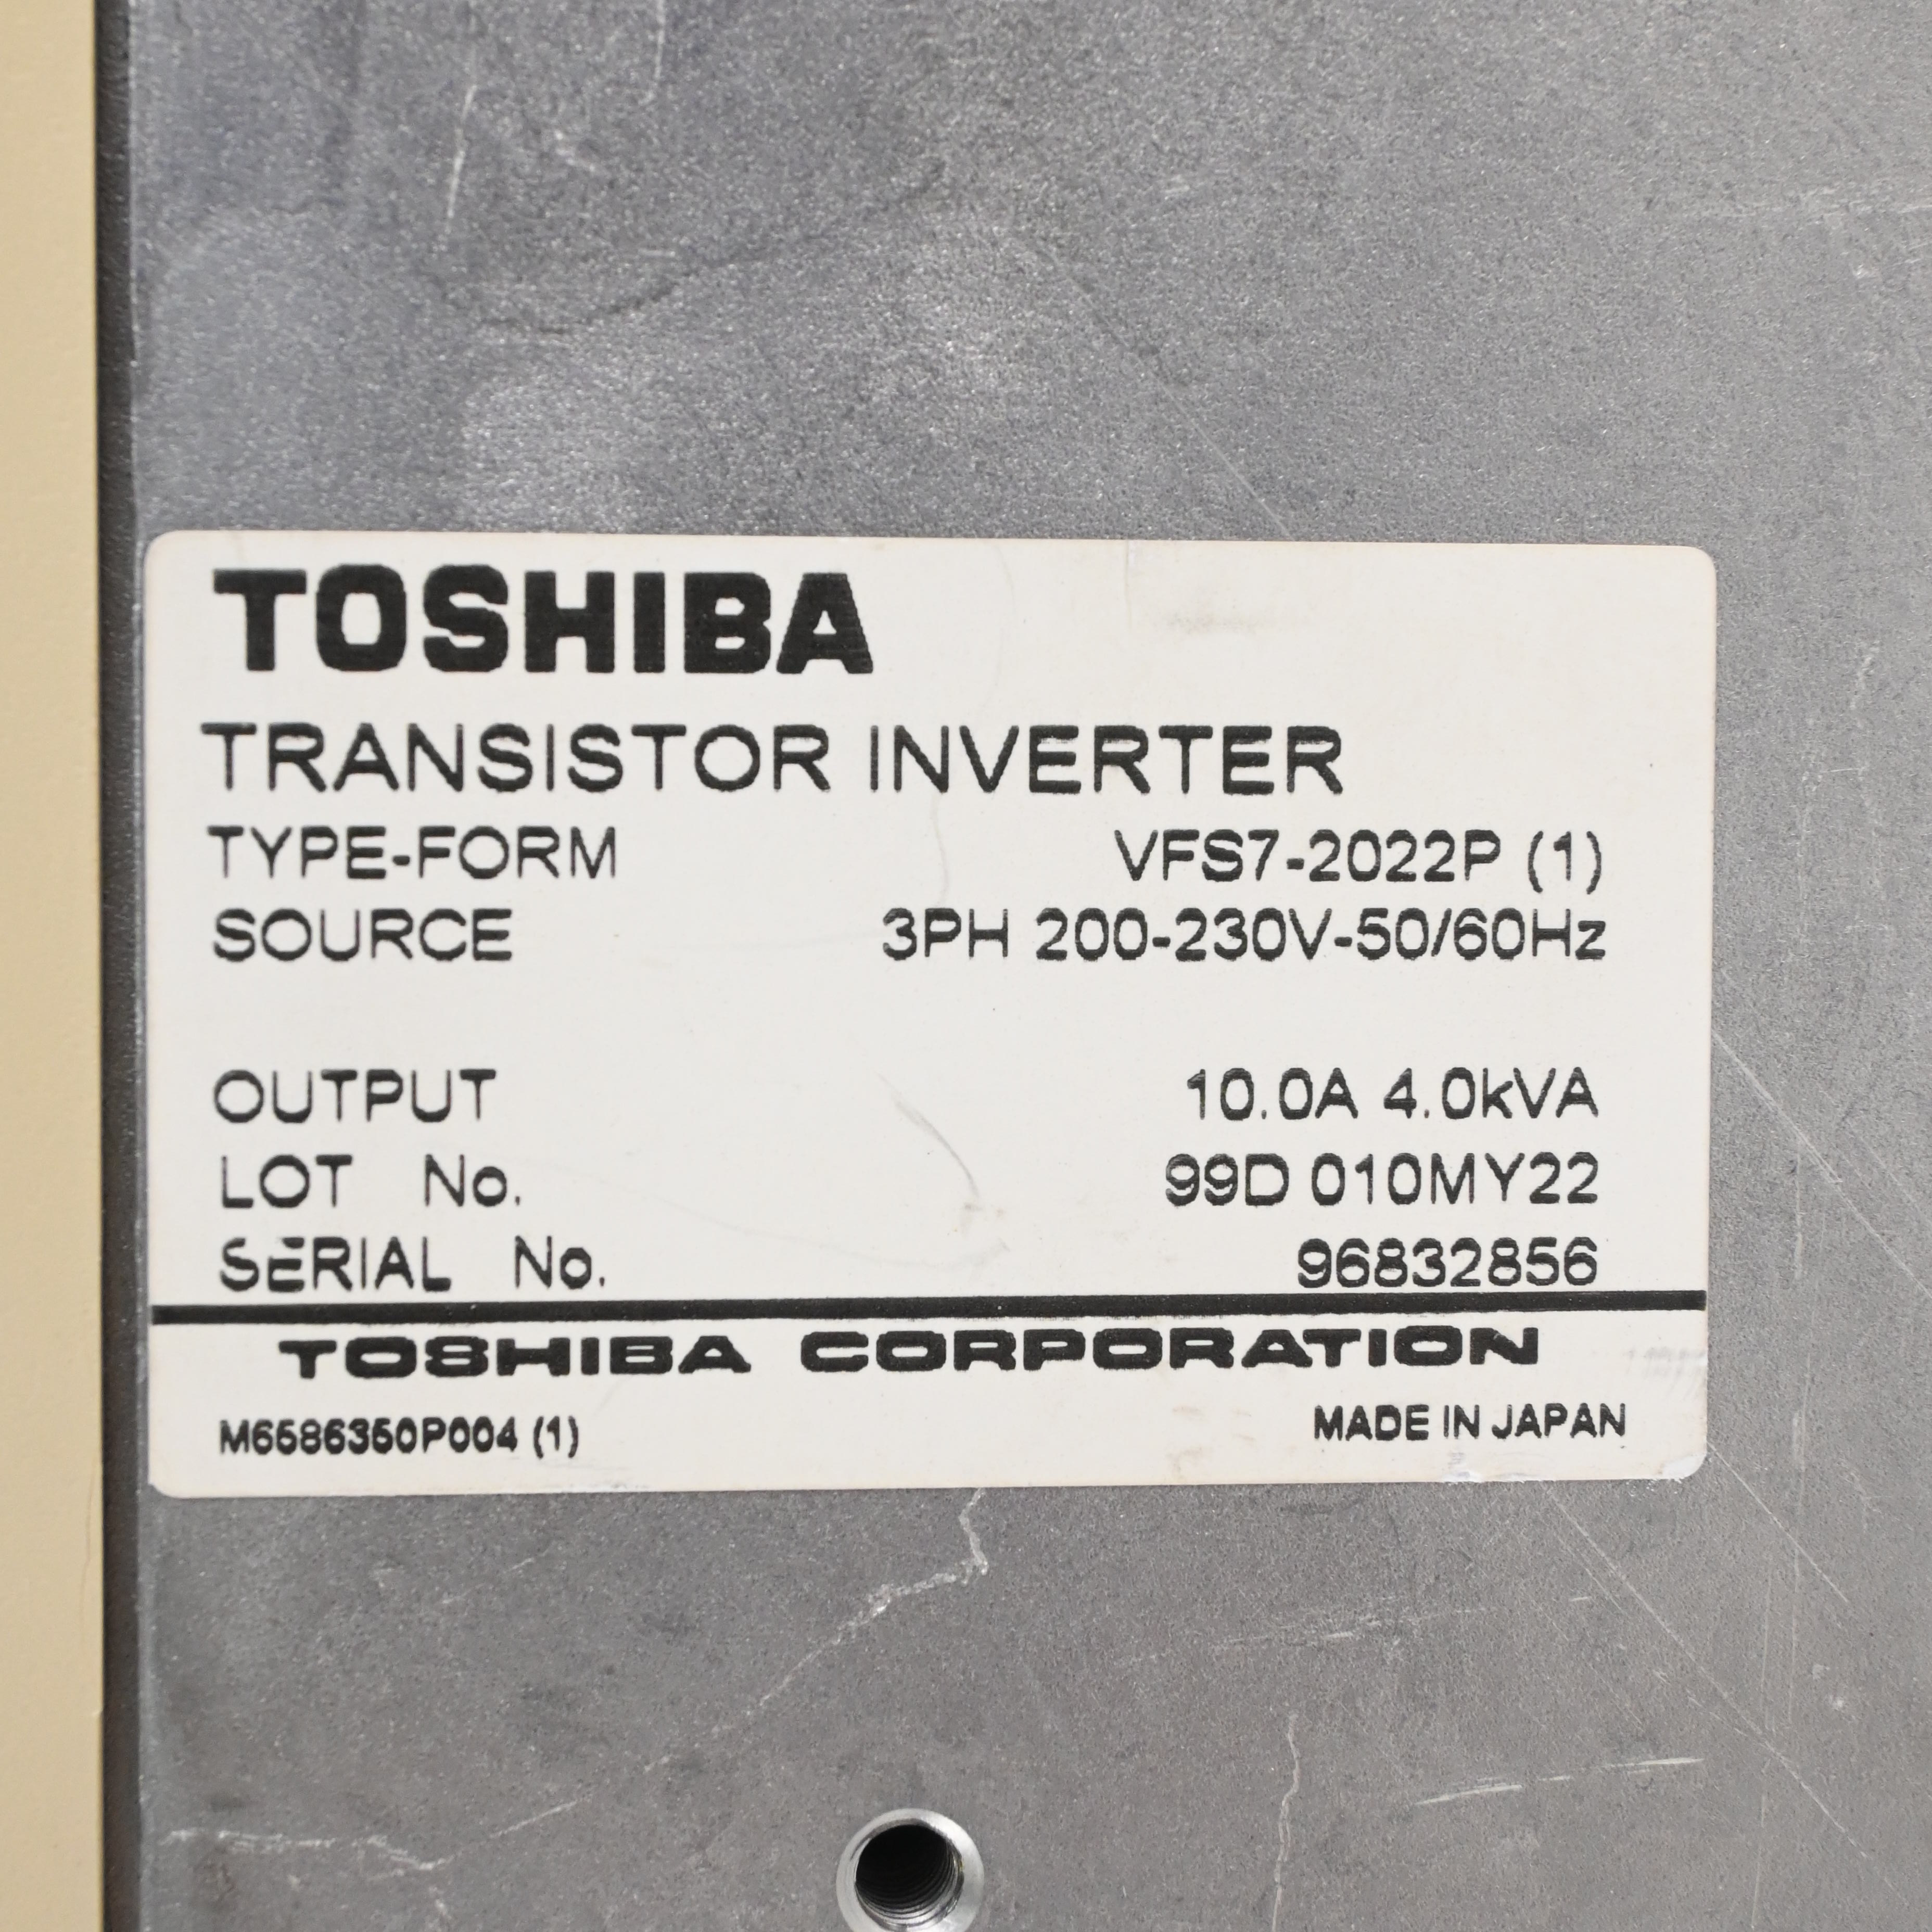 TOSHIBA
TRANSISTOR INVERTER
TYPE-FORM VFS7-2022P (1)
SOURCE 3PH 200-230V-50/60Hz
OUTPUT 10.0A 4.0kVA
LOT No. 99D 010MY22
SERIAL No. 96832856
TOSHIBA CORPORATION
M6586350P004 (1) MADE IN JAPAN